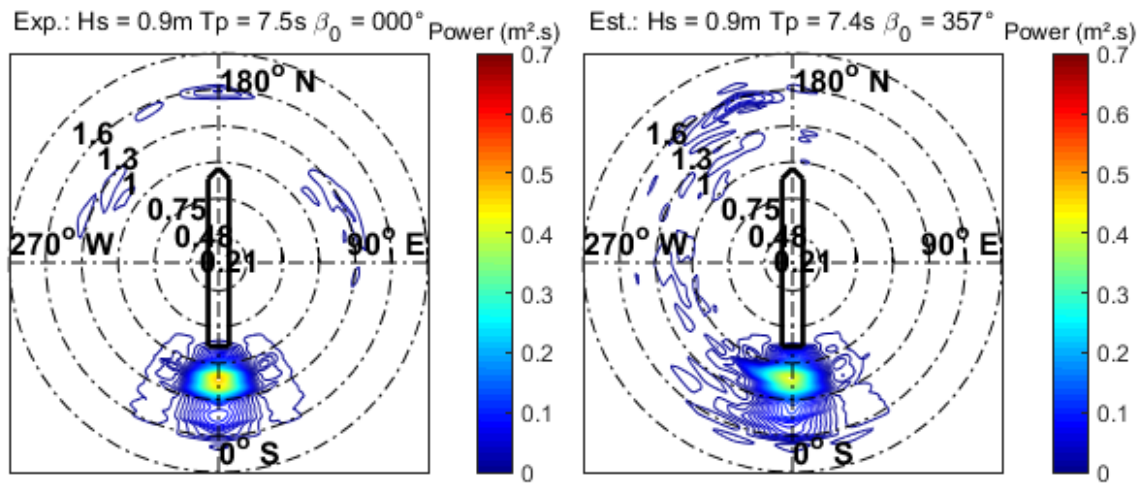 Exp.: Hs = 0.9m Tp = 7.5s β₀ = 000°
Power (m².s)
180° N
1.6
1.3
1
0.75
0.48
0.21
270° W
90° E
0° S
0.7
0.6
0.5
0.4
0.3
0.2
0.1
0
Est.: Hs = 0.9m Tp = 7.4s β₀ = 357°
Power (m².s)
180° N
1.6
1.3
1
0.75
0.48
0.21
270° W
90° E
0° S
0.7
0.6
0.5
0.4
0.3
0.2
0.1
0